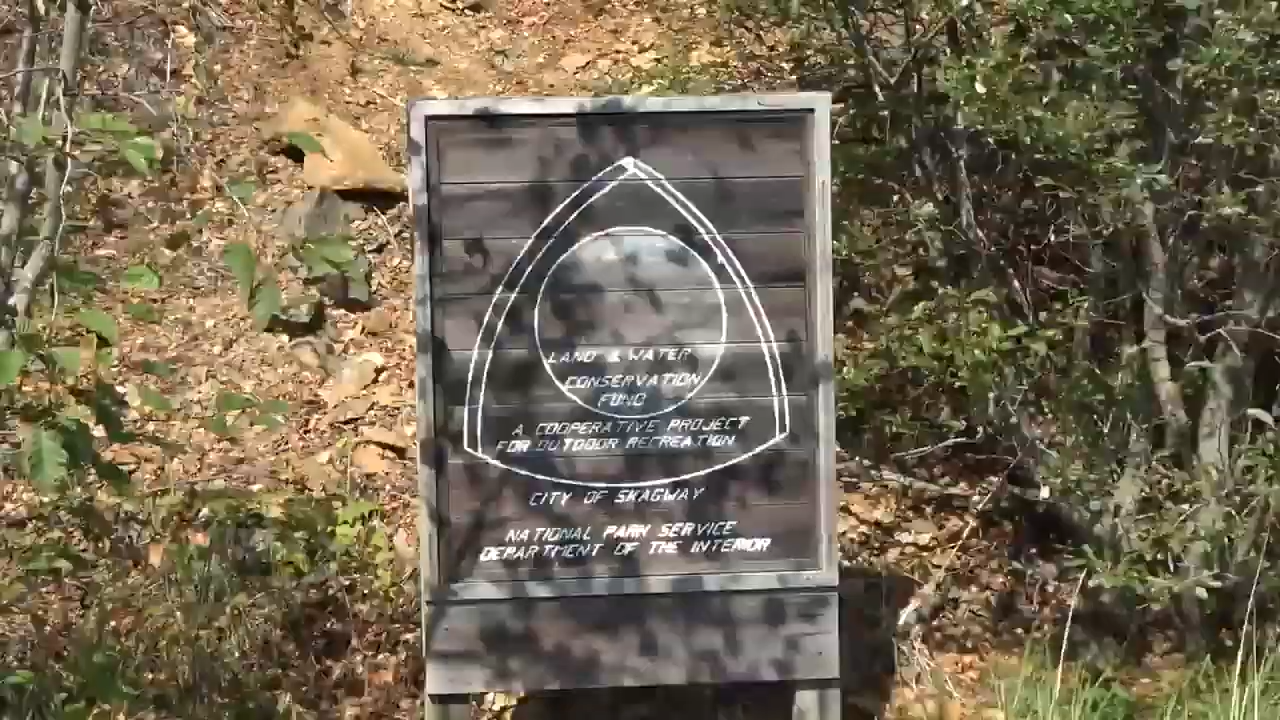 LAND & WATER
CONSERVATION
FUND
A COOPERATIVE PROJECT
FOR OUTDOOR RECREATION
CITY OF SKAGWAY
NATIONAL PARK SERVICE
DEPARTMENT OF THE INTERIOR